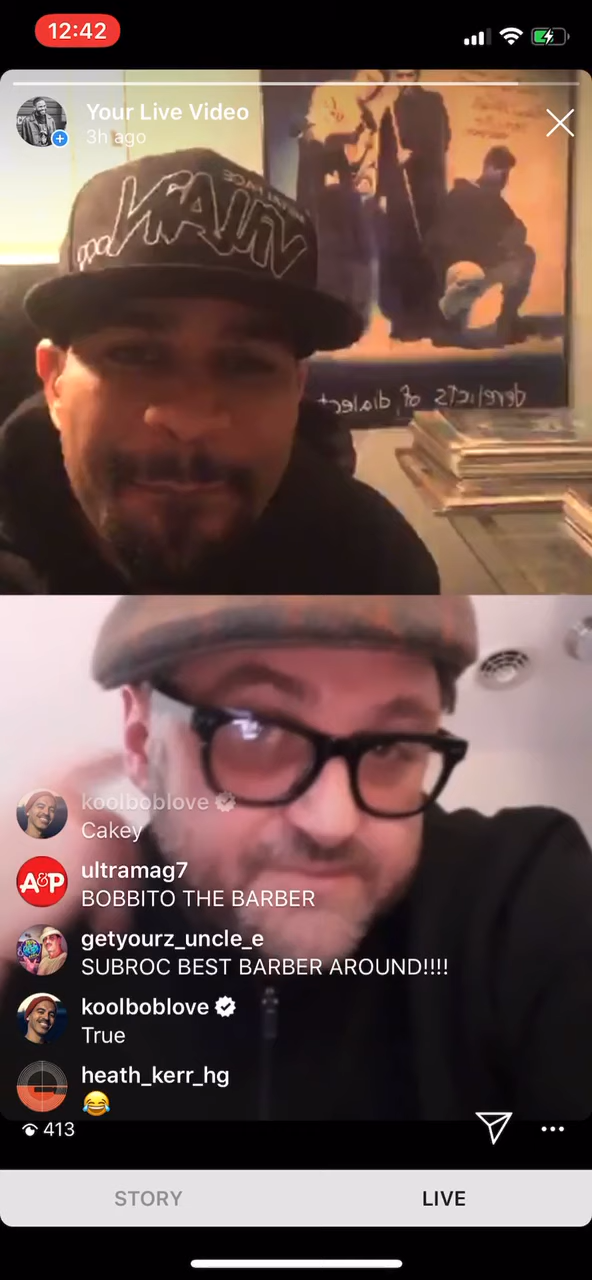 12:42
Your Live Video
3h ago
derelicts of dialect
koolboblove
Cakey
A&P
ultramag7
BOBBITO THE BARBER
getyourz_uncle_e
SUBROC BEST BARBER AROUND!!!!
koolboblove
True
heath_kerr_hg
😂
413
STORY
LIVE